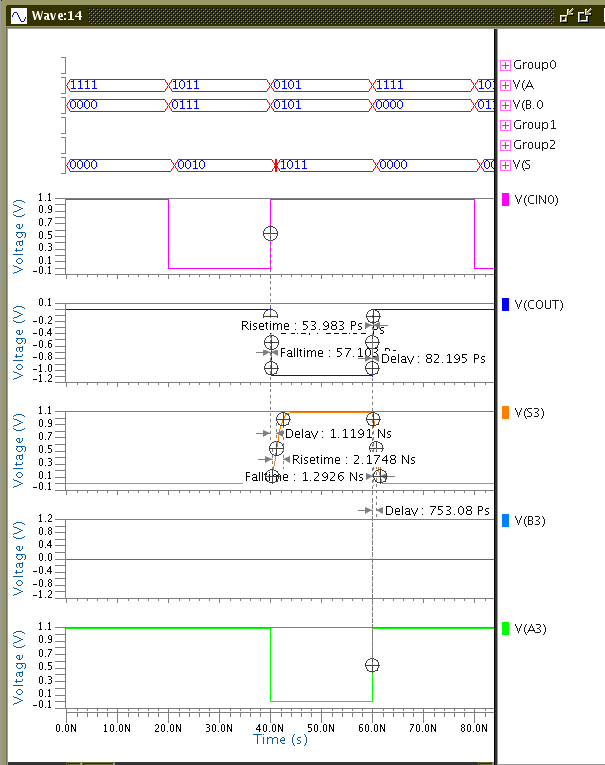 Wave:14
Group0
1111 1011 0101 1111 101 V(A
0000 0111 0101 0000 011 V(B.0
Group1
Group2
0000 0010 1011 0000 00 V(S
1.1 V(CIN0)
0.9
0.7
0.5
0.3
0.1
-0.1
Voltage (V)
0.1 V(COUT)
-0.2
-0.4
-0.6
-0.8
-1.0
-1.2
Voltage (V)
Risetime : 53.983 Ps
Falltime : 57.103
Delay : 82.195 Ps
1.1 V(S3)
0.9
0.7
0.5
0.3
0.1
-0.1
Voltage (V)
Delay : 1.1191 Ns
Risetime : 2.1748 Ns
Falltime : 1.2926 Ns
Delay : 753.08 Ps
1.2 V(B3)
0.8
0.4
0.0
-0.4
-0.8
-1.2
Voltage (V)
1.1 V(A3)
0.9
0.7
0.5
0.3
0.1
-0.1
Voltage (V)
0.0N 10.0N 20.0N 30.0N 40.0N 50.0N 60.0N 70.0N 80.0N
Time (s)